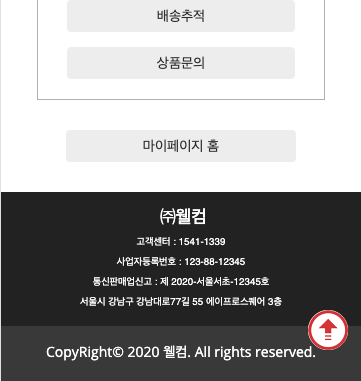 배송추적
상품문의
마이페이지 홈
㈜웰컴
고객센터 : 1541-1339
사업자등록번호 : 123-88-12345
통신판매업신고 : 제 2020-서울서초-12345호
서울시 강남구 강남대로77길 55 에이프로스퀘어 3층
CopyRight© 2020 웰컴. All rights reserved.